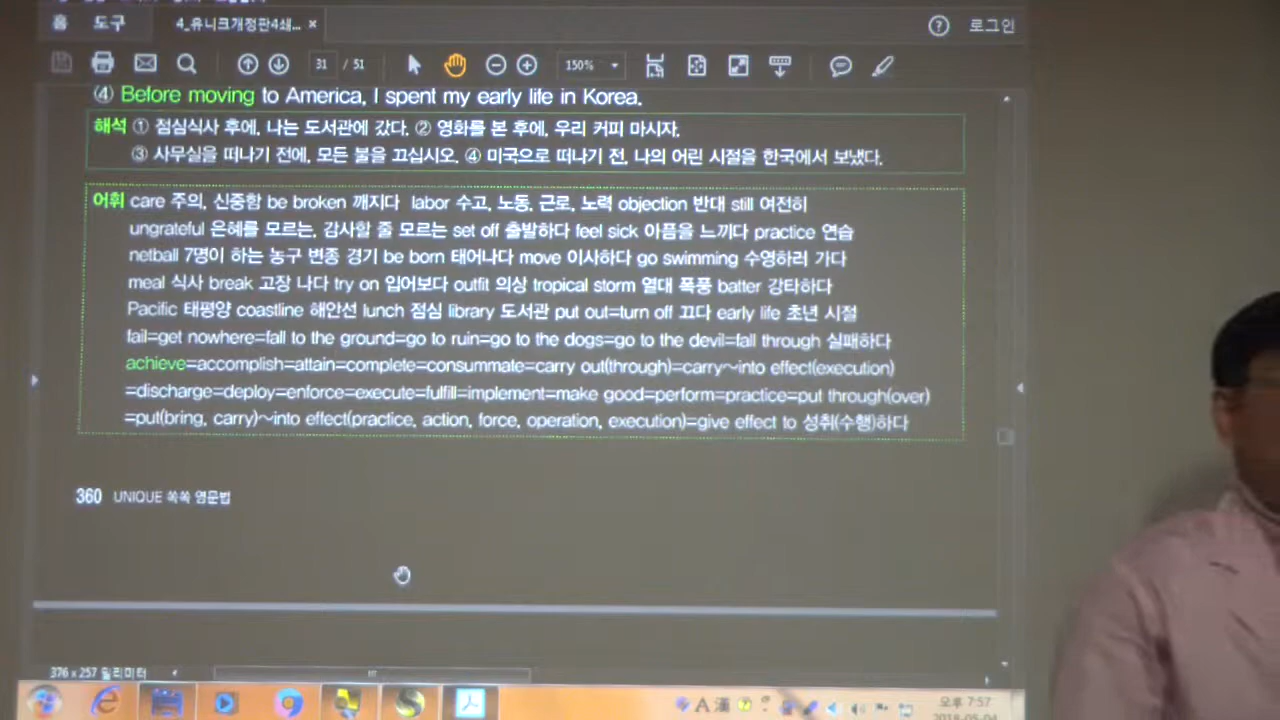 홈 도구 4_유니크개정판4쇄... × ? 로그인
31 / 51 150%
④ Before moving to America, I spent my early life in Korea.
해석 ① 점심식사 후에, 나는 도서관에 갔다. ② 영화를 본 후에, 우리 커피 마시자.
③ 사무실을 떠나기 전에, 모든 불을 끄십시오. ④ 미국으로 떠나기 전, 나의 어린 시절을 한국에서 보냈다.
어휘 care 주의, 신중함 be broken 깨지다 labor 수고, 노동, 근로, 노력 objection 반대 still 여전히
ungrateful 은혜를 모르는, 감사할 줄 모르는 set off 출발하다 feel sick 아픔을 느끼다 practice 연습
netball 7명이 하는 농구 변종 경기 be born 태어나다 move 이사하다 go swimming 수영하러 가다
meal 식사 break 고장 나다 try on 입어보다 outfit 의상 tropical storm 열대 폭풍 batter 강타하다
Pacific 태평양 coastline 해안선 lunch 점심 library 도서관 put out=turn off 끄다 early life 초년 시절
fail=get nowhere=fall to the ground=go to ruin=go to the dogs=go to the devil=fall through 실패하다
achieve=accomplish=attain=complete=consummate=carry out(through)=carry~into effect(execution)
=discharge=deploy=enforce=execute=fulfill=implement=make good=perform=practice=put through(over)
=put(bring, carry)~into effect(practice, action, force, operation, execution)=give effect to 성취(수행)하다
360 UNIQUE 쏙쏙 영문법
376 x 257 밀리미터
A 漢 오후 7:57
2018-05-04